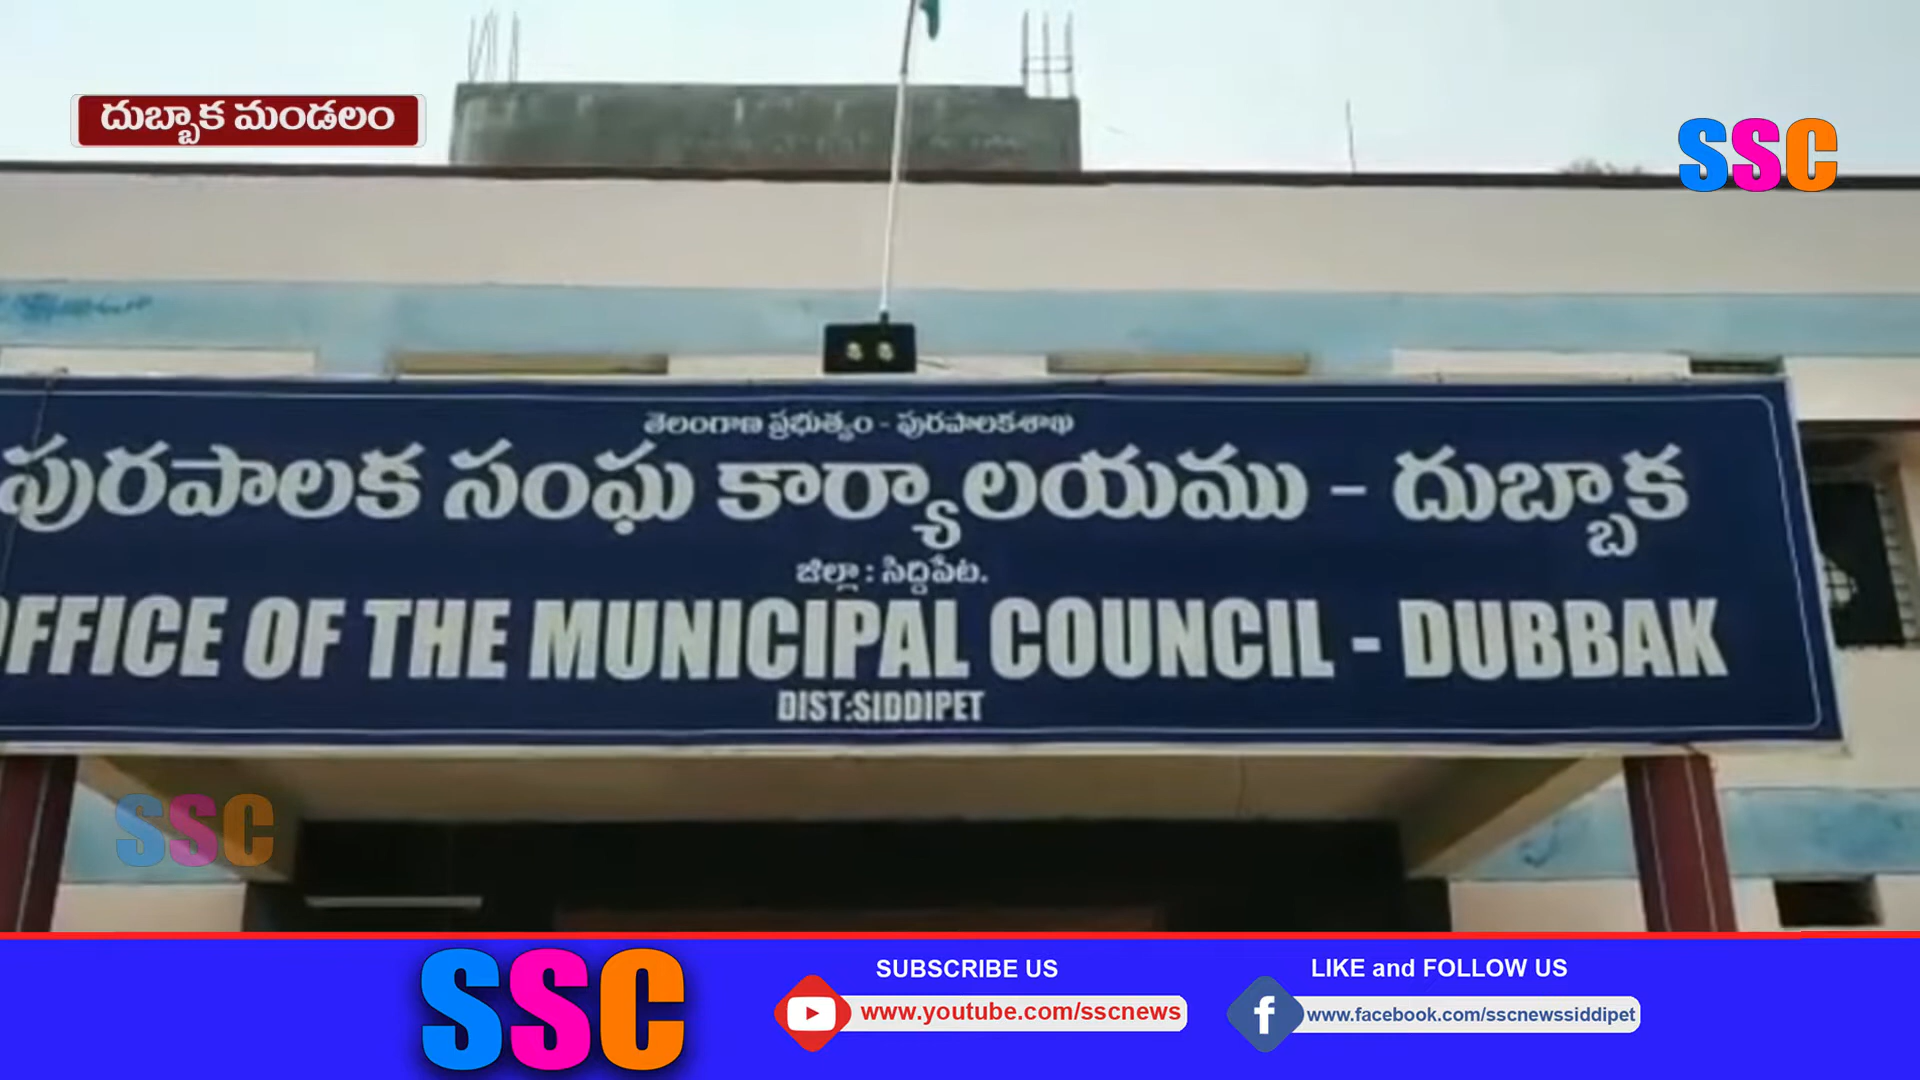 దుబ్బాక మండలం
SSC
తెలంగాణ ప్రభుత్వం - పురపాలకశాఖ
పురపాలక సంఘ కార్యాలయము - దుబ్బాక
జిల్లా : సిద్దిపేట.
OFFICE OF THE MUNICIPAL COUNCIL - DUBBAK
DIST:SIDDIPET
SSC
SSC
SUBSCRIBE US
www.youtube.com/sscnews
LIKE and FOLLOW US
www.facebook.com/sscnewssiddipet